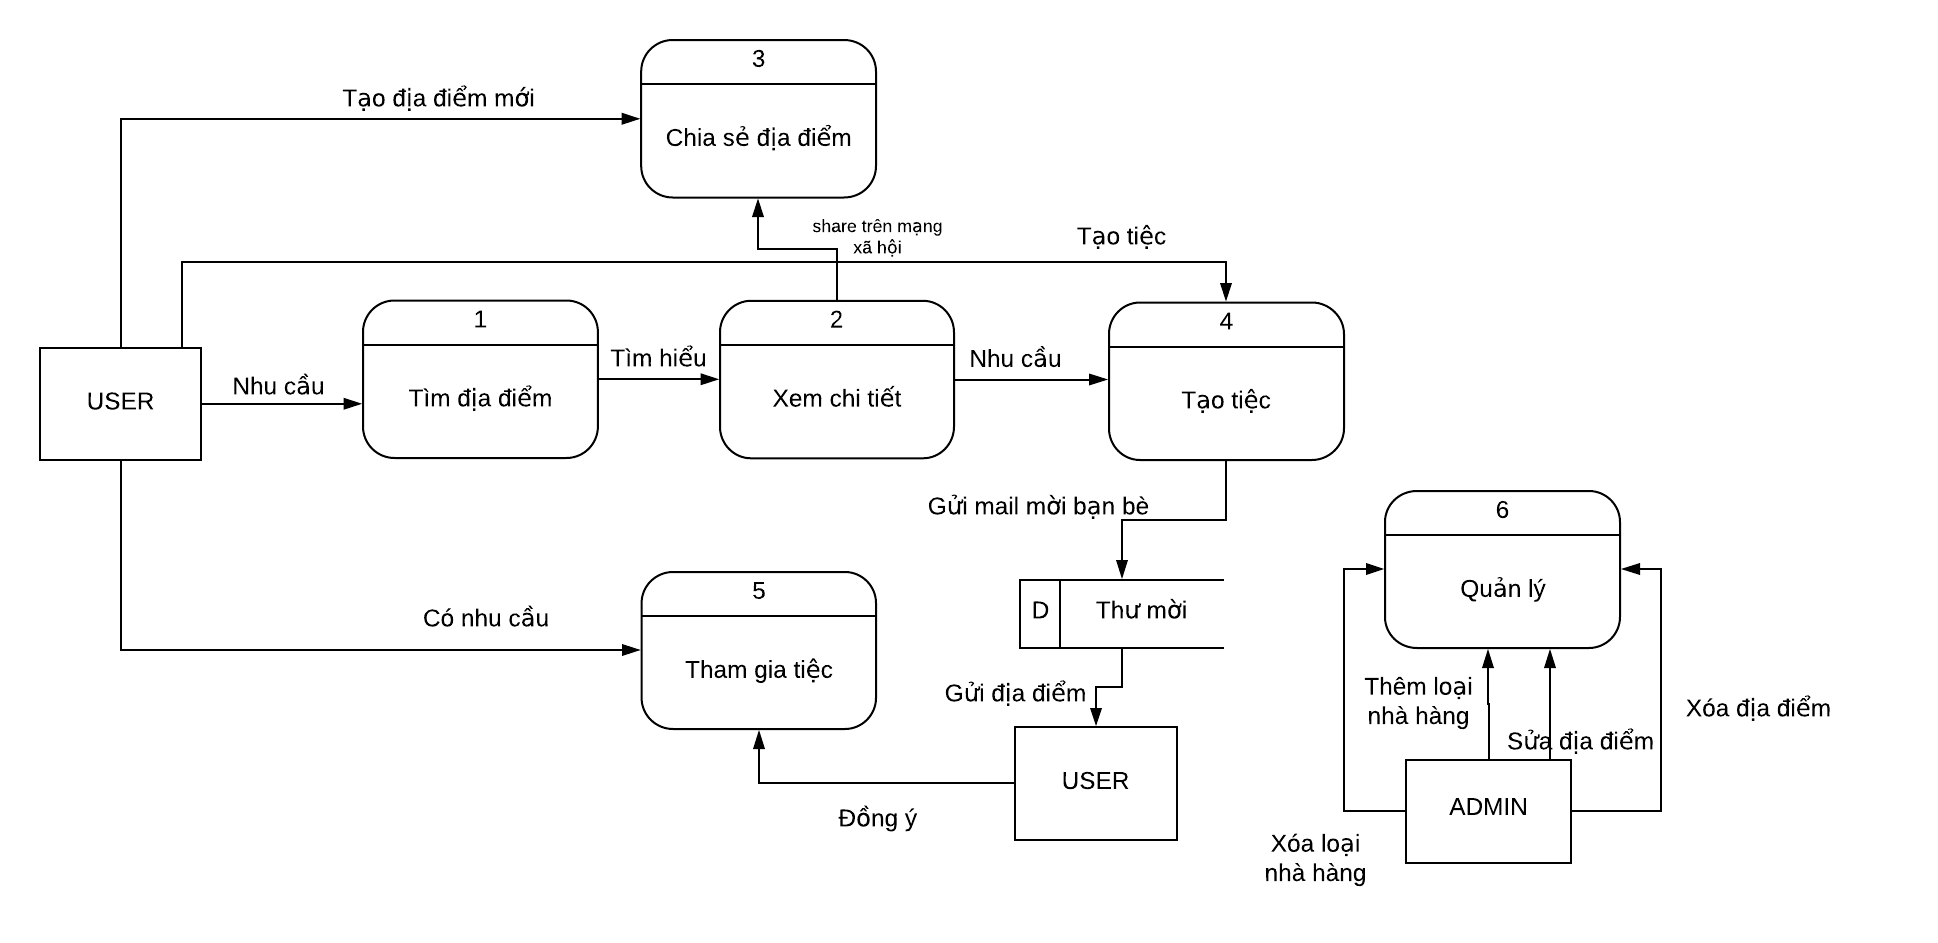 3
Tạo địa điểm mới
Chia sẻ địa điểm
share trên mạng
xã hội
Tạo tiệc
1
2
4
USER
Nhu cầu
Tìm địa điểm
Tìm hiểu
Xem chi tiết
Nhu cầu
Tạo tiệc
Gửi mail mời bạn bè
6
Quản lý
5
Có nhu cầu
Tham gia tiệc
D
Thư mời
Gửi địa điểm
USER
Đồng ý
Thêm loại
nhà hàng
Sửa địa điểm
Xóa địa điểm
ADMIN
Xóa loại
nhà hàng